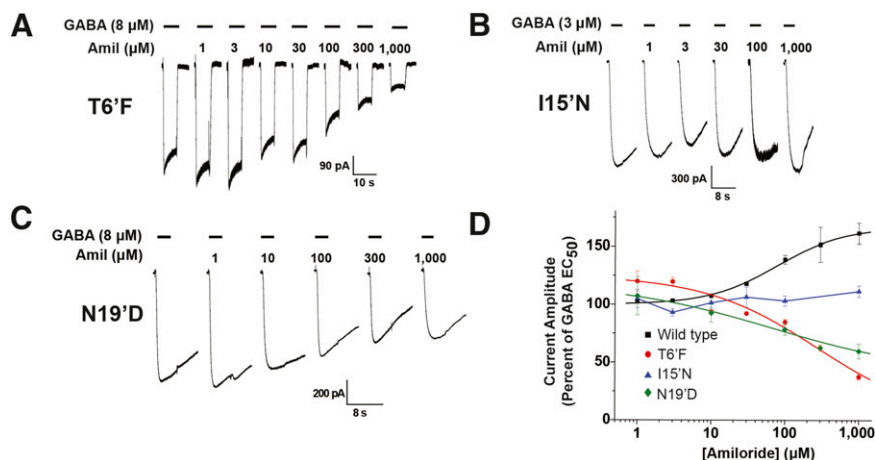 A
GABA (8 μM)
Amil (μM) 1 3 10 30 100 300 1,000
T6'F
90 pA
10 s
B
GABA (3 μM)
Amil (μM) 1 3 30 100 1,000
I15'N
300 pA
8 s
C
GABA (8 μM)
Amil (μM) 1 10 100 300 1,000
N19'D
200 pA
8 s
D
Current Amplitude
(Percent of GABA EC50)
150
100
50
0
Wild type
T6'F
I15'N
N19'D
1 10 100 1,000
[Amiloride] (μM)